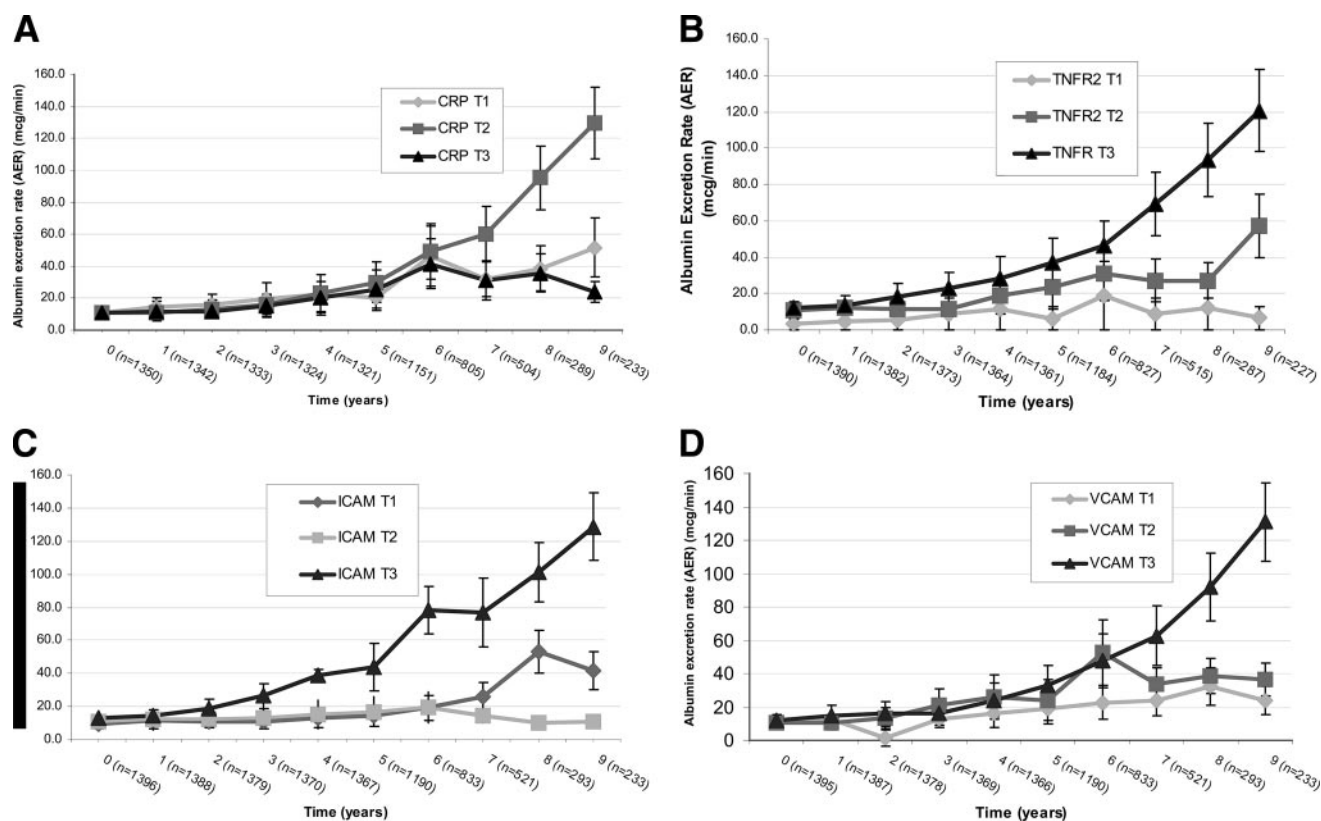 A
Albumin excretion rate (AER) (mcg/min)
160.0
140.0
120.0
100.0
80.0
60.0
40.0
20.0
0.0
CRP T1
CRP T2
CRP T3
0 (n=1350)
1 (n=1342)
2 (n=1333)
3 (n=1324)
4 (n=1321)
5 (n=1151)
6 (n=805)
7 (n=504)
8 (n=289)
9 (n=233)
Time (years)
B
Albumin Excretion Rate (AER)
(mcg/min)
160.0
140.0
120.0
100.0
80.0
60.0
40.0
20.0
0.0
TNFR2 T1
TNFR2 T2
TNFR T3
0 (n=1390)
1 (n=1382)
2 (n=1373)
3 (n=1364)
4 (n=1361)
5 (n=1184)
6 (n=827)
7 (n=515)
8 (n=287)
9 (n=227)
Time (years)
C
160.0
140.0
120.0
100.0
80.0
60.0
40.0
20.0
0.0
ICAM T1
ICAM T2
ICAM T3
0 (n=1396)
1 (n=1388)
2 (n=1379)
3 (n=1370)
4 (n=1367)
5 (n=1190)
6 (n=833)
7 (n=521)
8 (n=293)
9 (n=233)
Time (years)
D
Albumin excretion rate (AER) (mcg/min)
160
140
120
100
80
60
40
20
0
VCAM T1
VCAM T2
VCAM T3
0 (n=1395)
1 (n=1387)
2 (n=1378)
3 (n=1369)
4 (n=1366)
5 (n=1190)
6 (n=833)
7 (n=521)
8 (n=293)
9 (n=233)
Time (years)